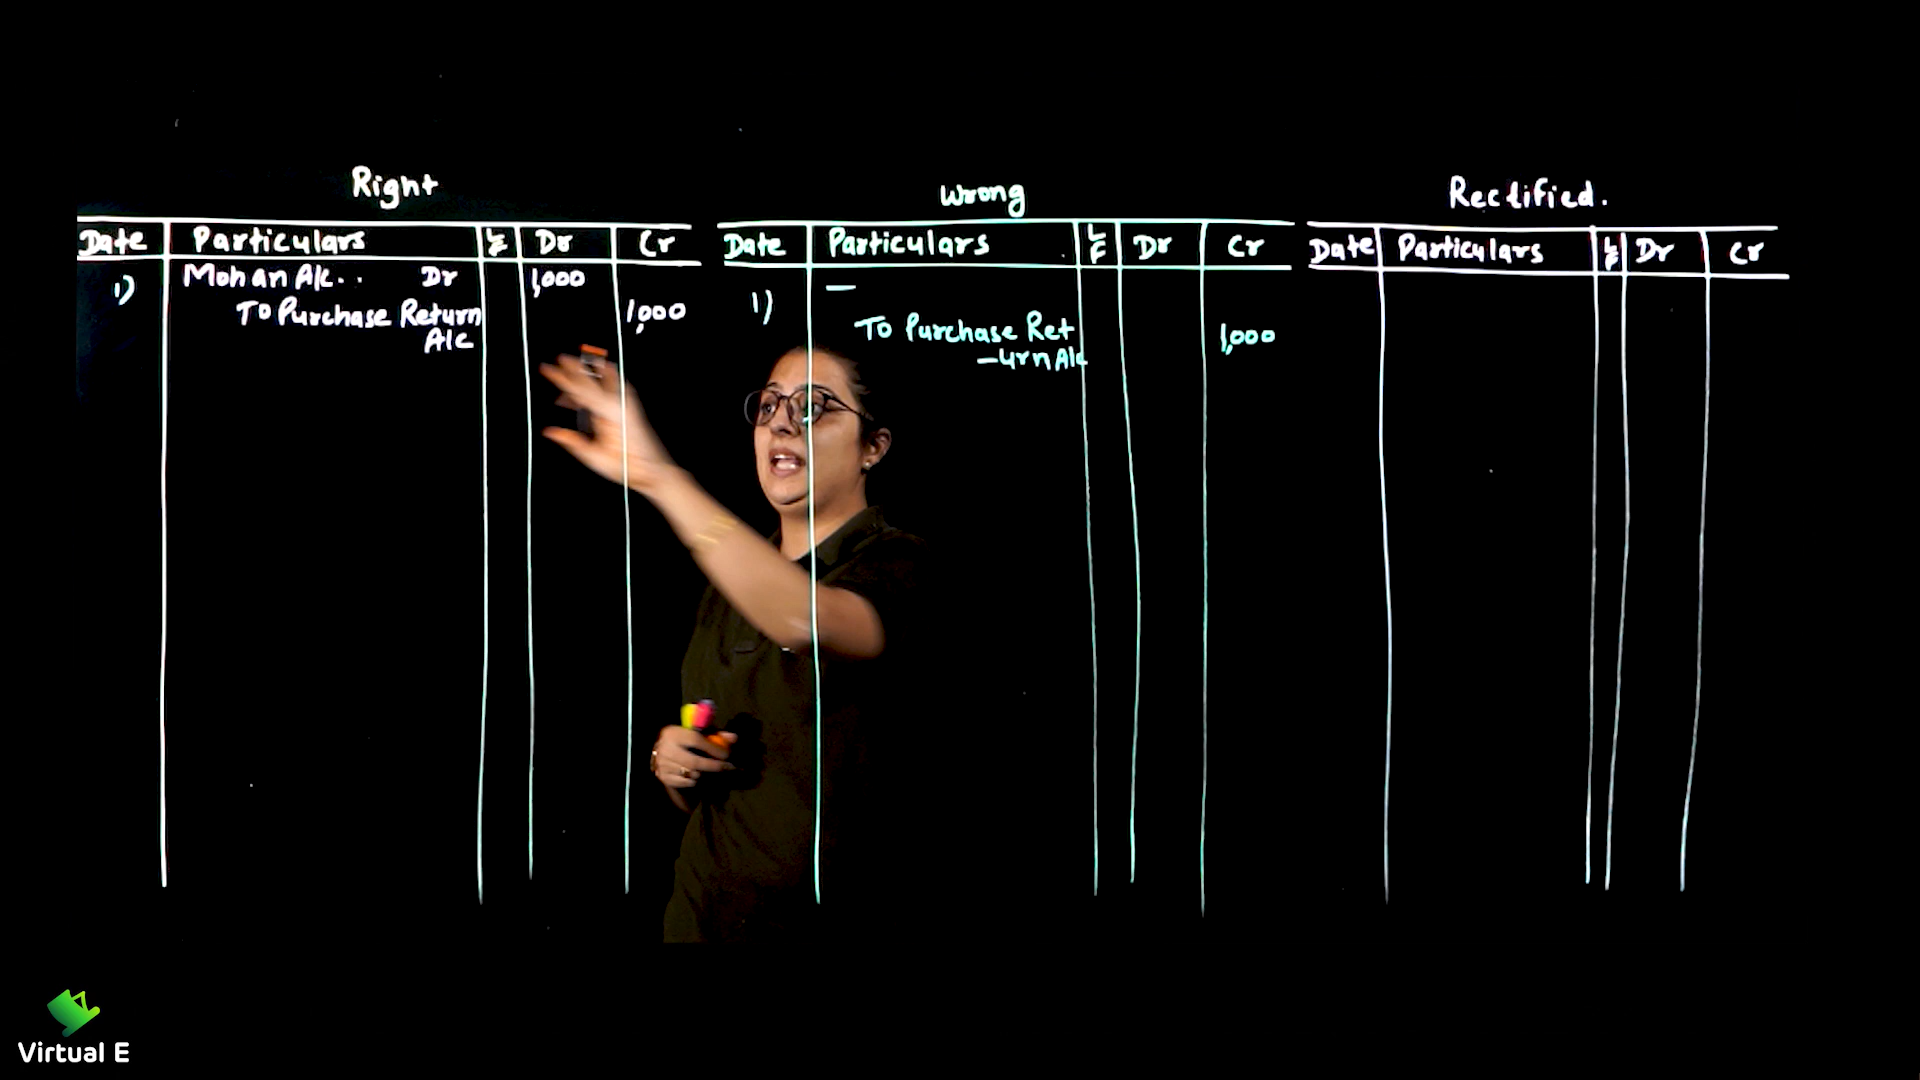 Right
Date Particulars LF Dr Cr
1) Mohan A/c.. Dr 1,000
To Purchase Return 1,000
A/c
Wrong
Date Particulars LF Dr Cr
1) —
To Purchase Ret 1,000
-urn A/c
Rectified.
Date Particulars LF Dr Cr
Virtual E